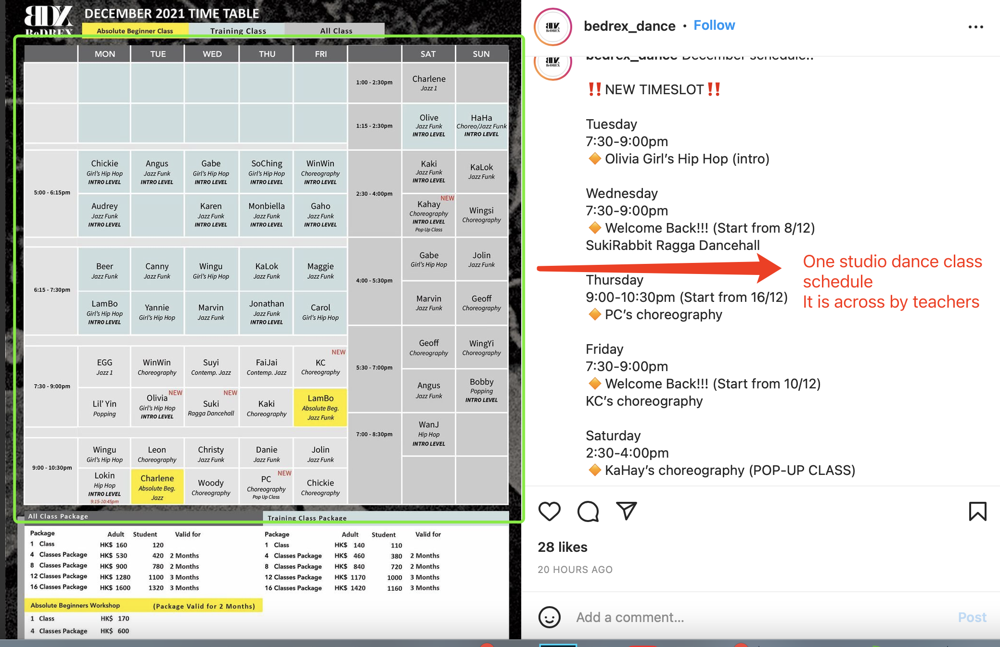 BDX
BeDREX
DECEMBER 2021 TIME TABLE
Absolute Beginner Class
Training Class
All Class
MON TUE WED THU FRI SAT SUN
1:00 - 2:30pm
Charlene
Jazz 1
1:15 - 2:30pm
Olive
Jazz Funk
INTRO LEVEL
HaHa
Choreo/Jazz Funk
INTRO LEVEL
5:00 - 6:15pm
Chickie
Girl's Hip Hop
INTRO LEVEL
Angus
Jazz Funk
INTRO LEVEL
Gabe
Girl's Hip Hop
INTRO LEVEL
SoChing
Girl's Hip Hop
INTRO LEVEL
WinWin
Choreography
INTRO LEVEL
Audrey
Jazz Funk
INTRO LEVEL
Karen
Jazz Funk
INTRO LEVEL
Monbiella
Jazz Funk
INTRO LEVEL
Gaho
Jazz Funk
INTRO LEVEL
2:30 - 4:00pm
Kaki
Jazz Funk
INTRO LEVEL
KaLok
Jazz Funk
NEW
Kahay
Choreography
INTRO LEVEL
Pop Up Class
Wingsi
Choreography
6:15 - 7:30pm
Beer
Jazz Funk
Canny
Jazz Funk
Wingu
Girl's Hip Hop
KaLok
Jazz Funk
Maggie
Jazz Funk
LamBo
Girl's Hip Hop
INTRO LEVEL
Yannie
Girl's Hip Hop
Marvin
Jazz Funk
Jonathan
Jazz Funk
INTRO LEVEL
Carol
Girl's Hip Hop
4:00 - 5:30pm
Gabe
Girl's Hip Hop
Jolin
Jazz Funk
Marvin
Jazz Funk
Geoff
Choreography
7:30 - 9:00pm
EGG
Jazz 1
WinWin
Choreography
Suyi
Contemp. Jazz
FaiJai
Contemp. Jazz
NEW
KC
Choreography
Lil' Yin
Popping
NEW
Olivia
Girl's Hip Hop
INTRO LEVEL
NEW
Suki
Ragga Dancehall
Kaki
Choreography
LamBo
Absolute Beg.
Jazz Funk
5:30 - 7:00pm
Geoff
Choreography
WingYi
Choreography
Angus
Jazz Funk
Bobby
Popping
INTRO LEVEL
7:00 - 8:30pm
WanJ
Hip Hop
INTRO LEVEL
9:00 - 10:30pm
Wingu
Girl's Hip Hop
Leon
Choreography
Christy
Jazz Funk
Danie
Jazz Funk
Jolin
Jazz Funk
Lokin
Hip Hop
INTRO LEVEL
9:15-10:45pm
Charlene
Absolute Beg.
Jazz
Woody
Choreography
NEW
PC
Choreography
Pop Up Class
Chickie
Choreography
All Class Package
Package Adult Student Valid for
1 Class HK$ 160 120
4 Classes Package HK$ 530 420 2 Months
8 Classes Package HK$ 900 780 2 Months
12 Classes Package HK$ 1280 1100 3 Months
16 Classes Package HK$ 1600 1320 3 Months
Training Class Package
Package Adult Student Valid for
1 Class HK$ 140 110
4 Classes Package HK$ 460 380 2 Months
8 Classes Package HK$ 840 720 2 Months
12 Classes Package HK$ 1170 1000 3 Months
16 Classes Package HK$ 1420 1160 3 Months
Absolute Beginners Workshop (Package Valid for 2 Months)
1 Class HK$ 170
4 Classes Package HK$ 600
BDX
BeDREX
bedrex_dance • Follow
BDX
BeDREX
bedrex_dance December schedule..
‼️NEW TIMESLOT‼️
Tuesday
7:30-9:00pm
🔶Olivia Girl's Hip Hop (intro)
Wednesday
7:30-9:00pm
🔶Welcome Back!!! (Start from 8/12)
SukiRabbit Ragga Dancehall
Thursday
9:00-10:30pm (Start from 16/12)
🔶PC's choreography
Friday
7:30-9:00pm
🔶Welcome Back!!! (Start from 10/12)
KC's choreography
Saturday
2:30-4:00pm
🔶KaHay's choreography (POP-UP CLASS)
One studio dance class
schedule
It is across by teachers
28 likes
20 HOURS AGO
Add a comment...
Post